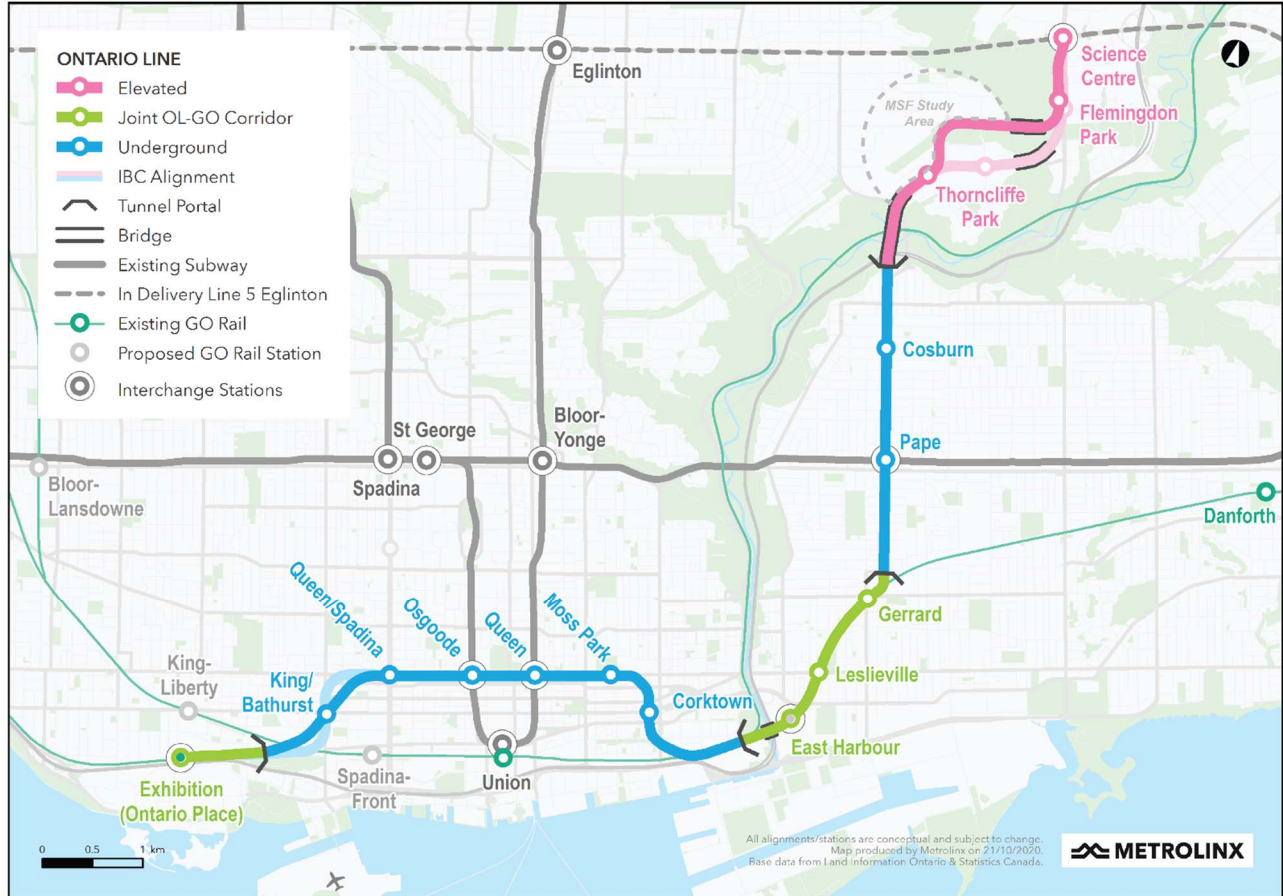 ONTARIO LINE
Elevated
Joint OL-GO Corridor
Underground
IBC Alignment
Tunnel Portal
Bridge
Existing Subway
In Delivery Line 5 Eglinton
Existing GO Rail
Proposed GO Rail Station
Interchange Stations
Eglinton
Science
Centre
MSF Study
Area
Flemingdon
Park
Thorncliffe
Park
Cosburn
St George
Bloor-
Yonge
Pape
Spadina
Bloor-
Lansdowne
Danforth
Queen/Spadina
Osgoode
Queen
Moss Park
Gerrard
King-
Liberty
King/
Bathurst
Leslieville
Corktown
East Harbour
Exhibition
(Ontario Place)
Spadina-
Front
Union
0 0.5 1 km
All alignments/stations are conceptual and subject to change.
Map produced by Metrolinx on 21/10/2020.
Base data from Land Information Ontario & Statistics Canada.
METROLINX